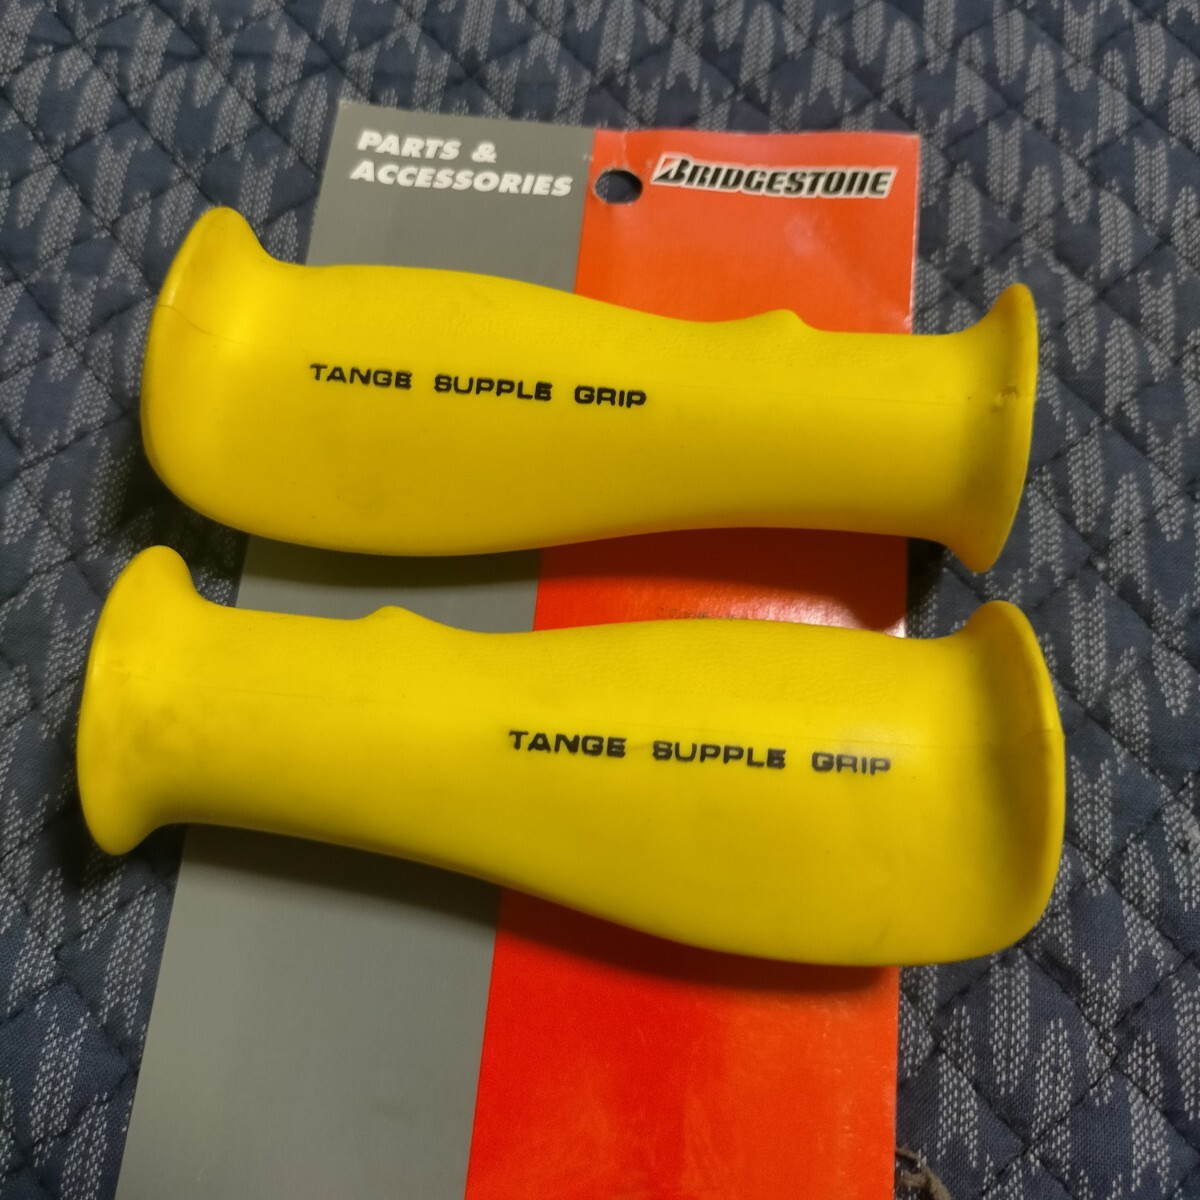 PARTS &
ACCESSORIES
BRIDGESTONE
TANGE SUPPLE GRIP
TANGE SUPPLE GRIP